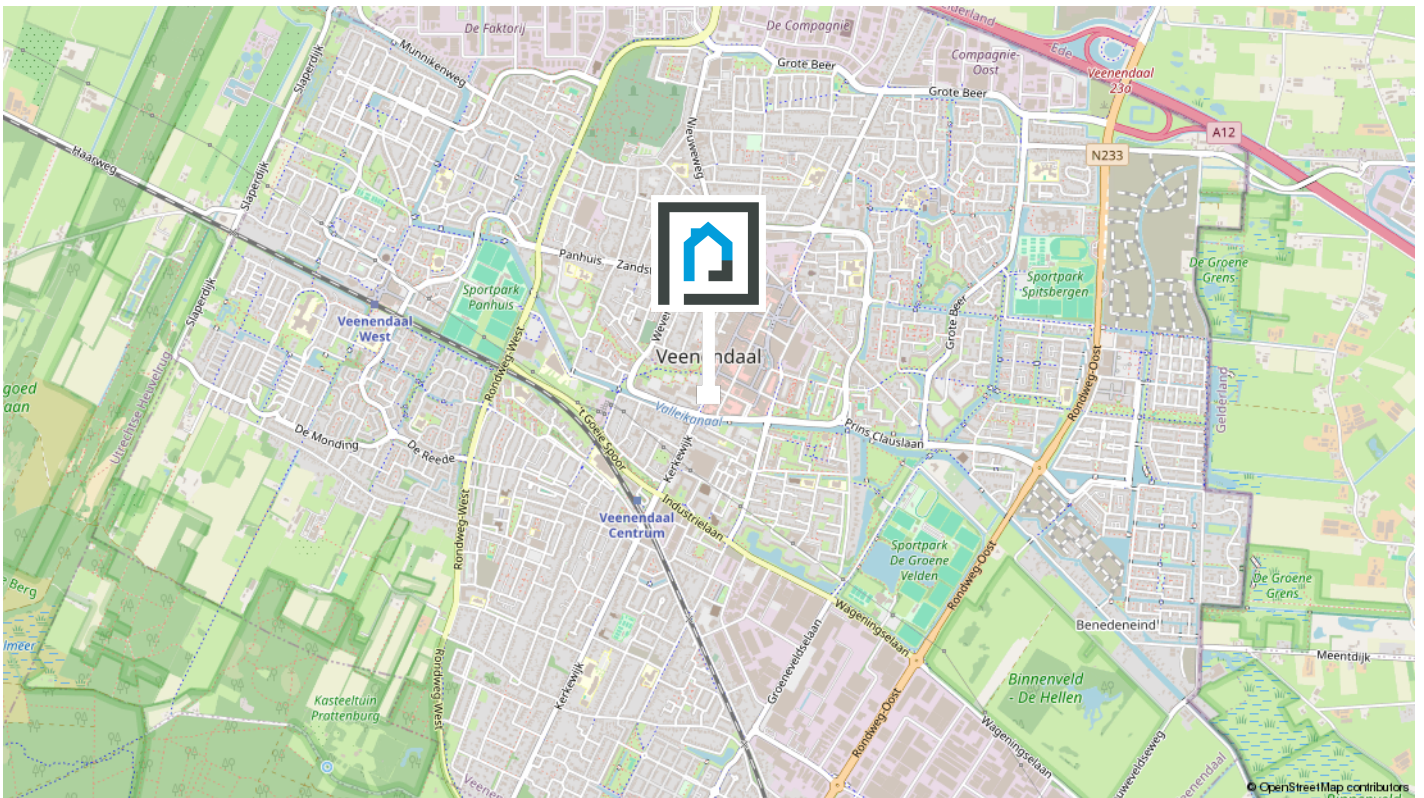 De Faktorij
De Compagnie
Gelderland
Ede
Munnikenweg
Slaperdijk
Grote Beer
Compagnie-
Oost
Veenendaal
23a
Grote Beer
A12
Nieuweweg
N233
Haarweg
Slaperdijk
Panhuis
Sportpark
Panhuis
Sportpark
Spitsbergen
De Groene
Grens
Slaperdijk
Veenendaal
West
Grote Beer
Rondweg-West
Veenendaal
Rondweg-Oost
Gelderland
Utrechtse Heuvelrug
Valleikanaal
't Goeie Spoor
Prins Clauslaan
De Monding
De Reede
Kerkewijk
Industrielaan
Rondweg-West
Veenendaal
Centrum
Sportpark
De Groene
Velden
Rondweg-Oost
De Groene
Grens
Wageningselaan
Benedeneind
Meentdijk
Groeneveldselaan
Rondweg-West
Kerkewijk
Kasteeltuin
Prattenburg
Binnenveld
- De Hellen
Rondweg-Oost
Wageningselaan
© OpenStreetMap contributors